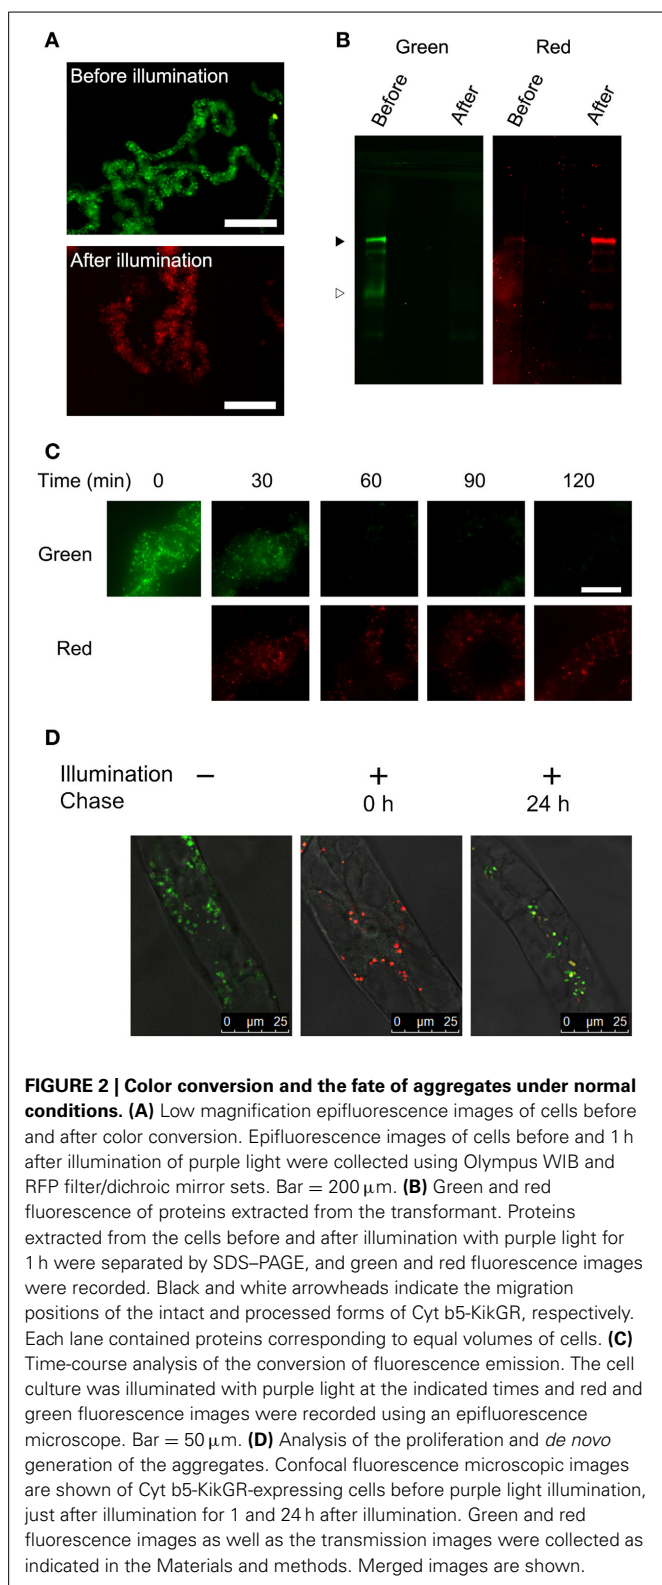 A
Before illumination
After illumination
B
Green Red
Before After Before After
C
Time (min) 0 30 60 90 120
Green
Red
D
Illumination − + +
Chase 0 h 24 h
0 µm 25 0 µm 25 0 µm 25
FIGURE 2 | Color conversion and the fate of aggregates under normal
conditions. (A) Low magnification epifluorescence images of cells before
and after color conversion. Epifluorescence images of cells before and 1 h
after illumination of purple light were collected using Olympus WIB and
RFP filter/dichroic mirror sets. Bar = 200 µm. (B) Green and red
fluorescence of proteins extracted from the transformant. Proteins
extracted from the cells before and after illumination with purple light for
1 h were separated by SDS–PAGE, and green and red fluorescence images
were recorded. Black and white arrowheads indicate the migration
positions of the intact and processed forms of Cyt b5-KikGR, respectively.
Each lane contained proteins corresponding to equal volumes of cells. (C)
Time-course analysis of the conversion of fluorescence emission. The cell
culture was illuminated with purple light at the indicated times and red and
green fluorescence images were recorded using an epifluorescence
microscope. Bar = 50 µm. (D) Analysis of the proliferation and de novo
generation of the aggregates. Confocal fluorescence microscopic images
are shown of Cyt b5-KikGR-expressing cells before purple light illumination,
just after illumination for 1 and 24 h after illumination. Green and red
fluorescence images as well as the transmission images were collected as
indicated in the Materials and methods. Merged images are shown.